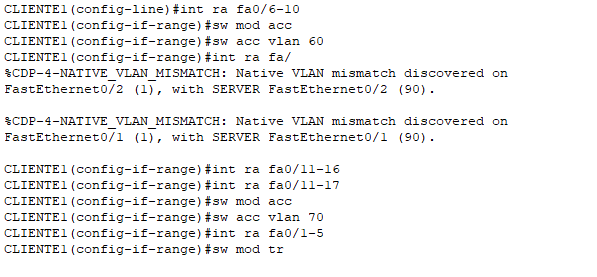 CLIENTE1(config-line)#int ra fa0/6-10
CLIENTE1(config-if-range)#sw mod acc
CLIENTE1(config-if-range)#sw acc vlan 60
CLIENTE1(config-if-range)#int ra fa/
%CDP-4-NATIVE_VLAN_MISMATCH: Native VLAN mismatch discovered on
FastEthernet0/2 (1), with SERVER FastEthernet0/2 (90).
%CDP-4-NATIVE_VLAN_MISMATCH: Native VLAN mismatch discovered on
FastEthernet0/1 (1), with SERVER FastEthernet0/1 (90).
CLIENTE1(config-if-range)#int ra fa0/11-16
CLIENTE1(config-if-range)#int ra fa0/11-17
CLIENTE1(config-if-range)#sw mod acc
CLIENTE1(config-if-range)#sw acc vlan 70
CLIENTE1(config-if-range)#int ra fa0/1-5
CLIENTE1(config-if-range)#sw mod tr